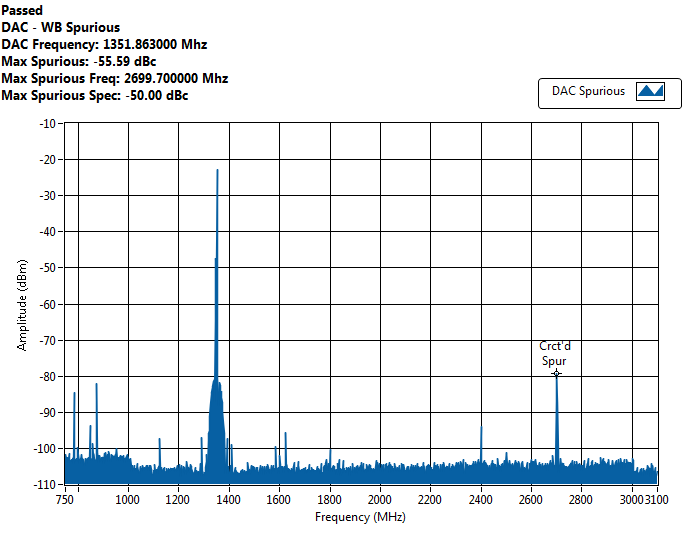 Passed
DAC - WB Spurious
DAC Frequency: 1351.863000 Mhz
Max Spurious: -55.59 dBc
Max Spurious Freq: 2699.700000 Mhz
Max Spurious Spec: -50.00 dBc
DAC Spurious
-10
-20
-30
-40
-50
-60
-70
-80
-90
-100
-110
Amplitude (dBm)
Crct'd
Spur
750 1000 1200 1400 1600 1800 2000 2200 2400 2600 2800 3000 3100
Frequency (MHz)